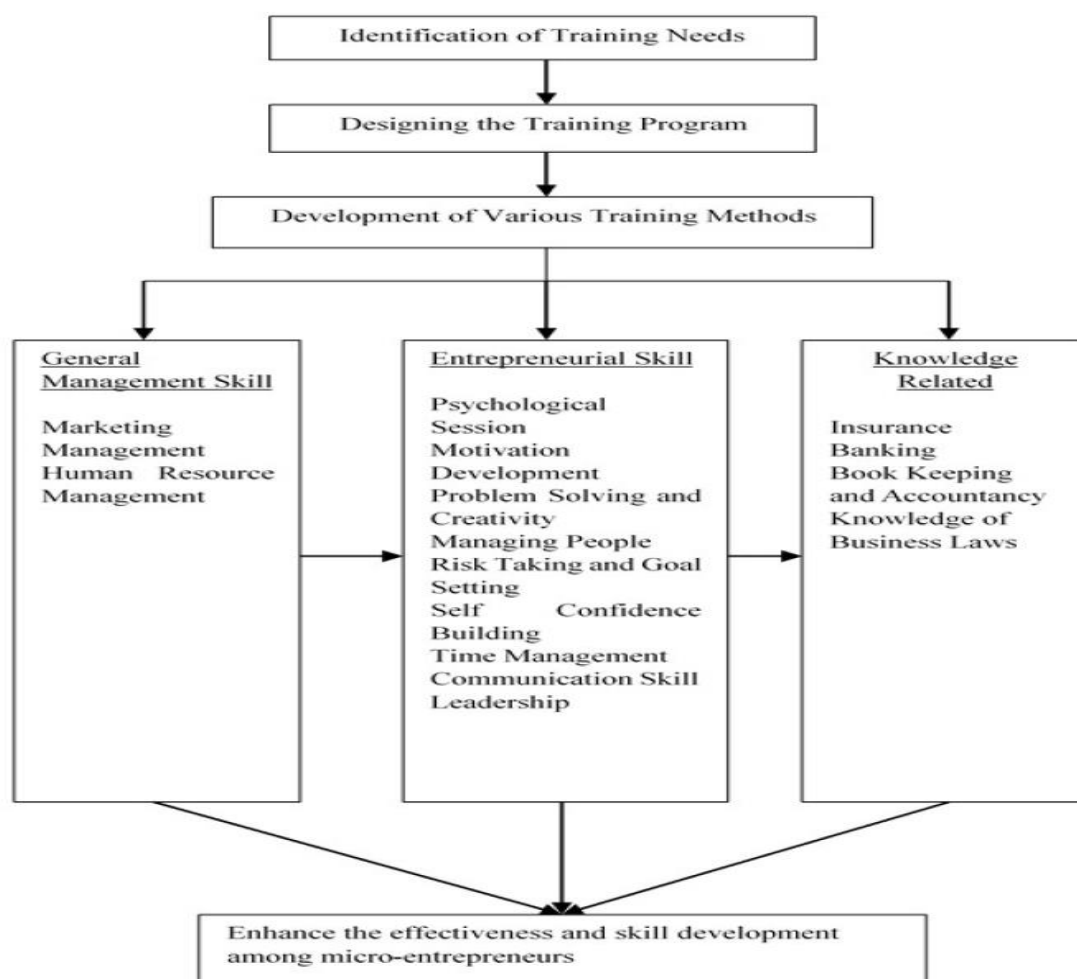 Identification of Training Needs
Designing the Training Program
Development of Various Training Methods
General
Management Skill
Marketing
Management
Human Resource
Management
Entrepreneurial Skill
Psychological
Session
Motivation
Development
Problem Solving and
Creativity
Managing People
Risk Taking and Goal
Setting
Self Confidence
Building
Time Management
Communication Skill
Leadership
Knowledge
Related
Insurance
Banking
Book Keeping
and Accountancy
Knowledge of
Business Laws
Enhance the effectiveness and skill development
among micro-entrepreneurs